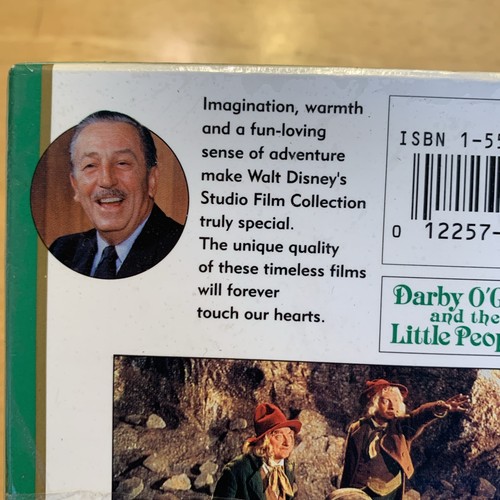 Imagination, warmth
and a fun-loving
sense of adventure
make Walt Disney's
Studio Film Collection
truly special.
The unique quality
of these timeless films
will forever
touch our hearts.
ISBN 1-55
0 12257-
Darby O'G
and the
Little Peop